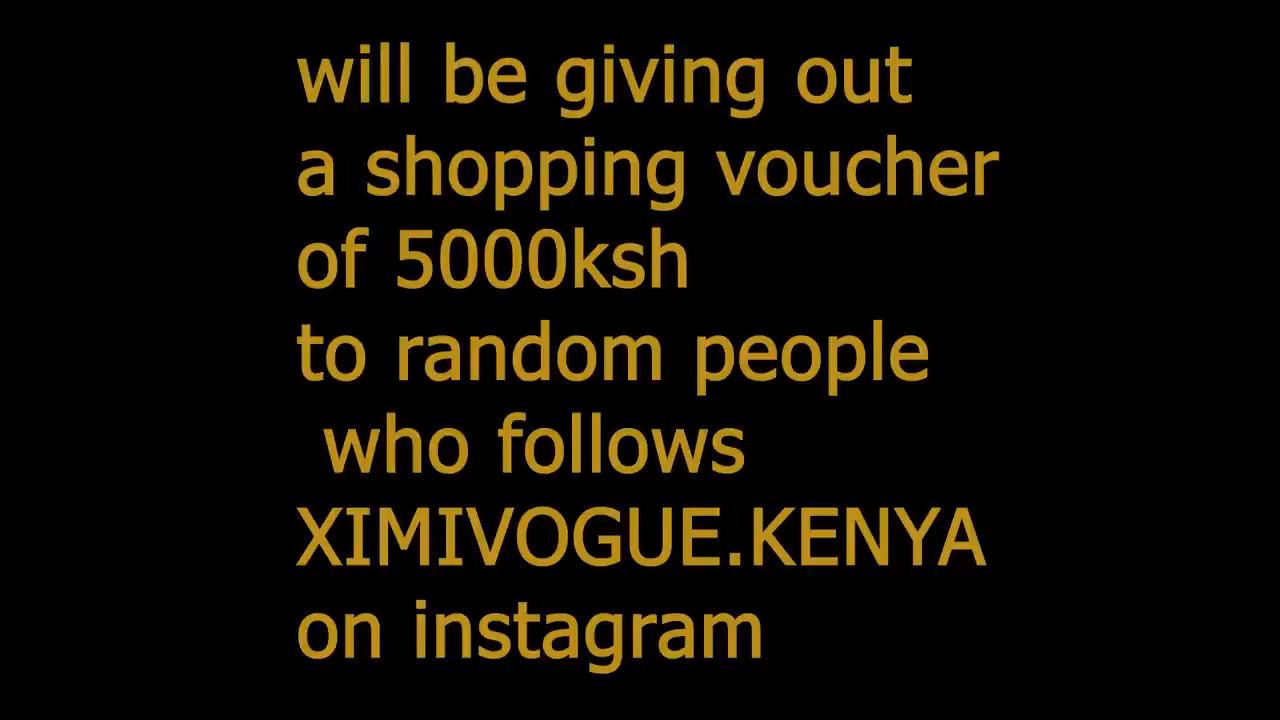 will be giving out
a shopping voucher
of 5000ksh
to random people
who follows
XIMIVOGUE.KENYA
on instagram